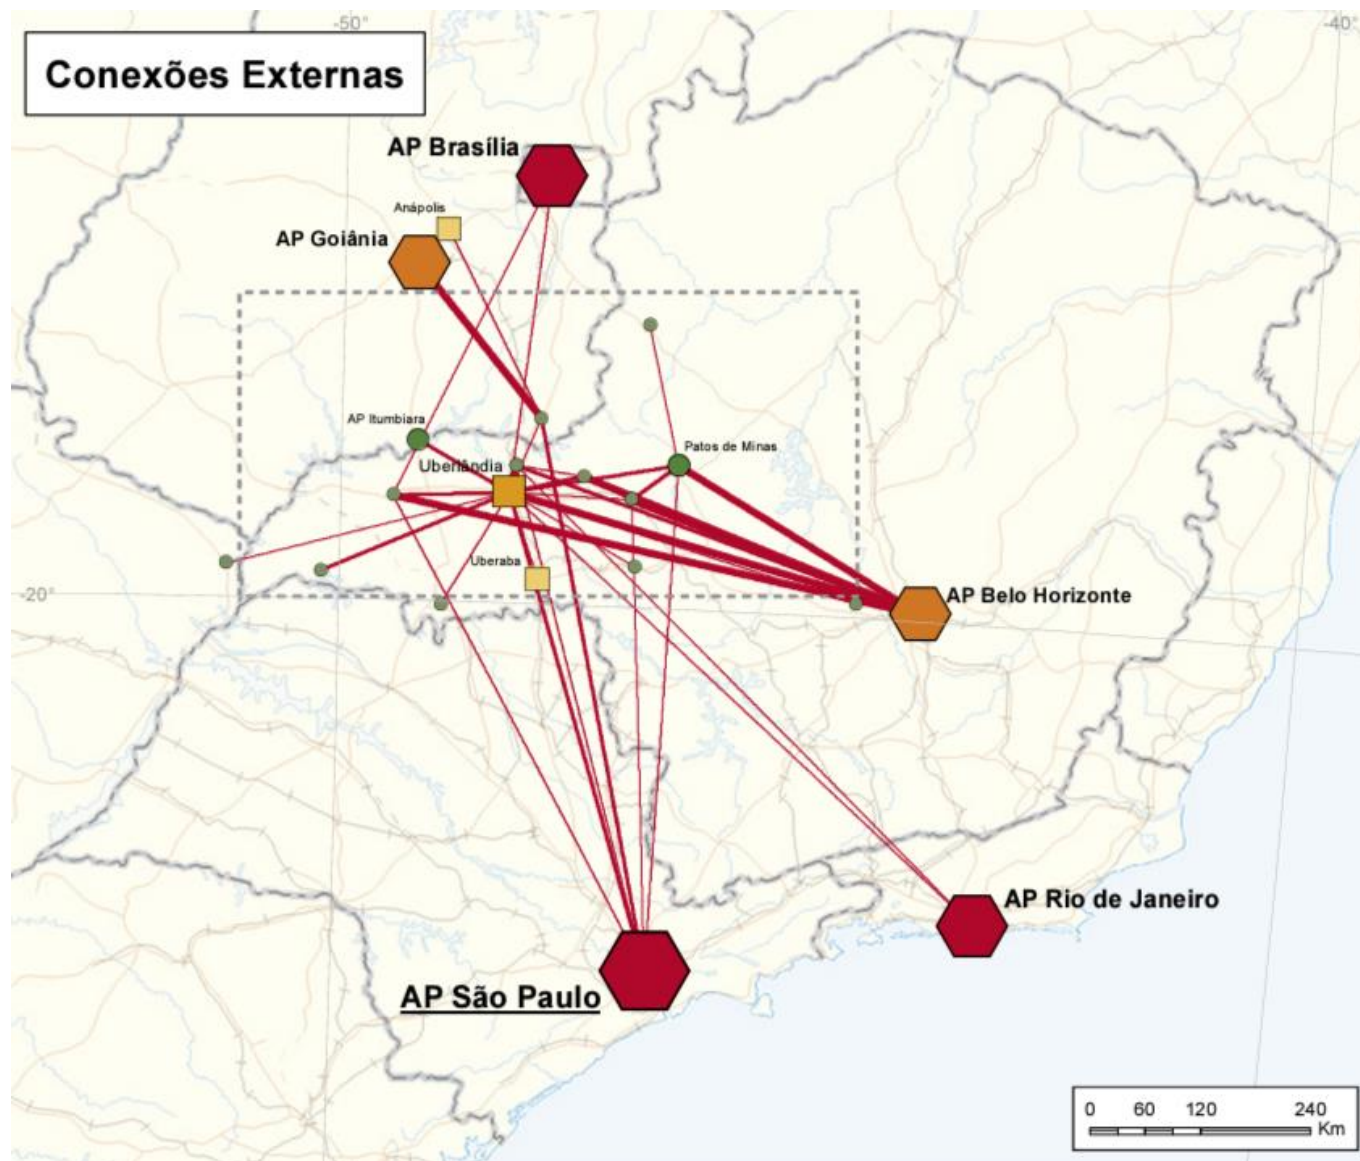 -50°
-40°
Conexões Externas
AP Brasília
Anápolis
AP Goiânia
AP Itumbiara
Patos de Minas
Uberlândia
Uberaba
-20°
AP Belo Horizonte
AP Rio de Janeiro
AP São Paulo
0 60 120 240
Km